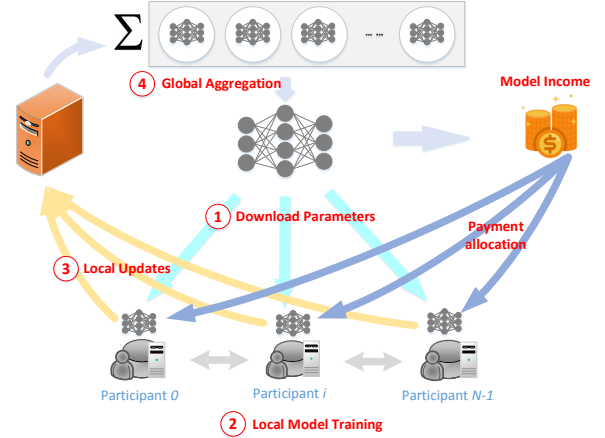 Σ
... ...
4 Global Aggregation
Model Income
$
1 Download Parameters
Payment
allocation
3 Local Updates
Participant 0
Participant i
Participant N-1
2 Local Model Training